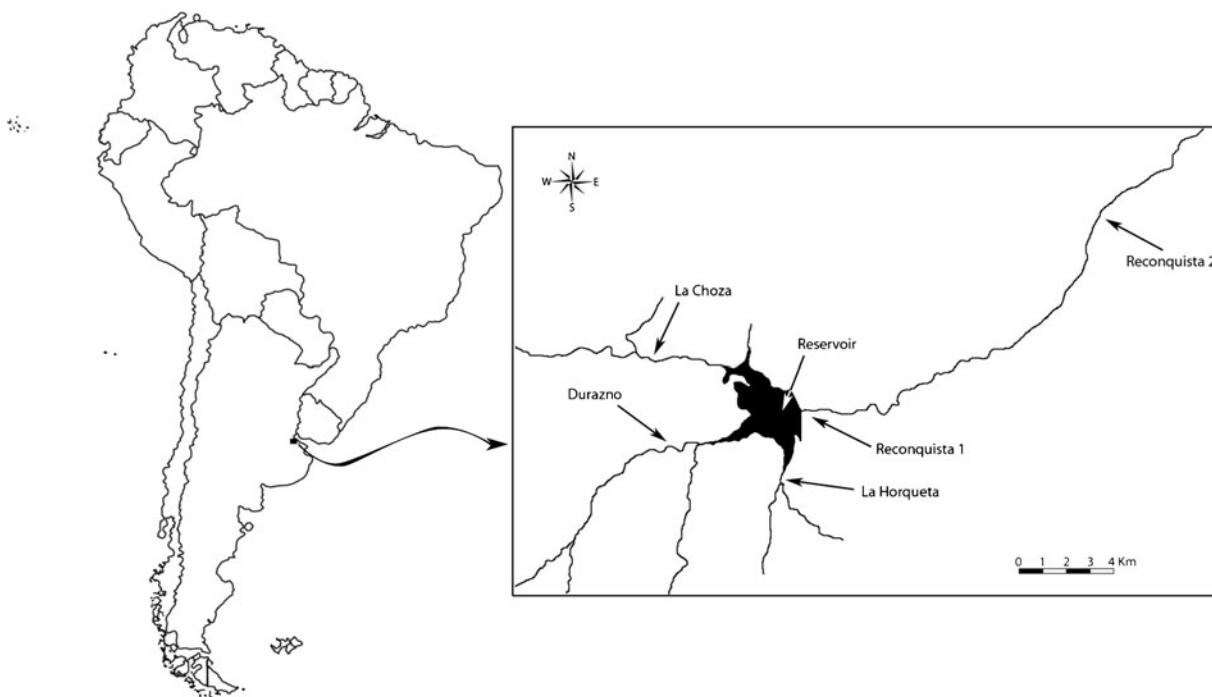 N
W E
S
Reconquista 2
La Choza
Reservoir
Durazno
Reconquista 1
La Horqueta
0 1 2 3 4 Km